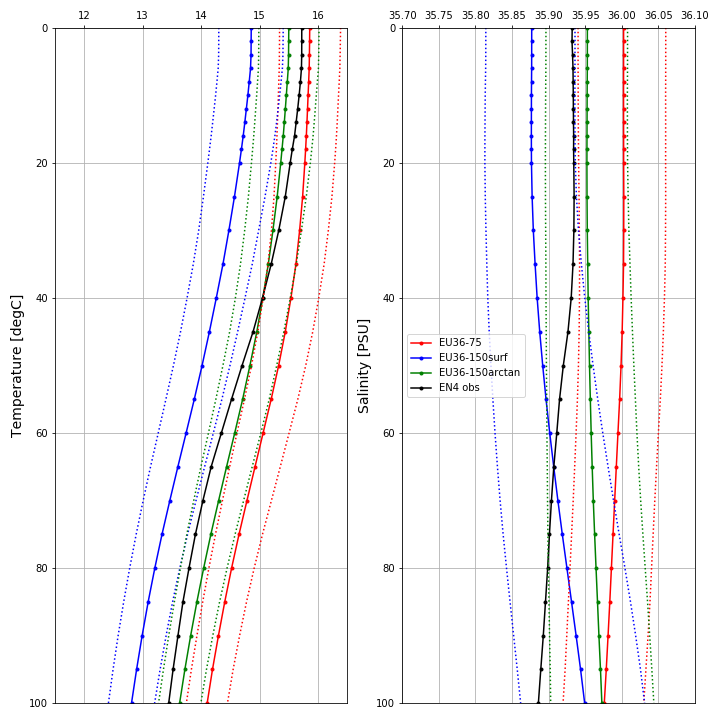 12 13 14 15 16
0
20
40
60
80
100
Temperature [degC]
35.70 35.75 35.80 35.85 35.90 35.95 36.00 36.05 36.10
0
20
40
60
80
100
Salinity [PSU]
EU36-75
EU36-150surf
EU36-150arctan
EN4 obs